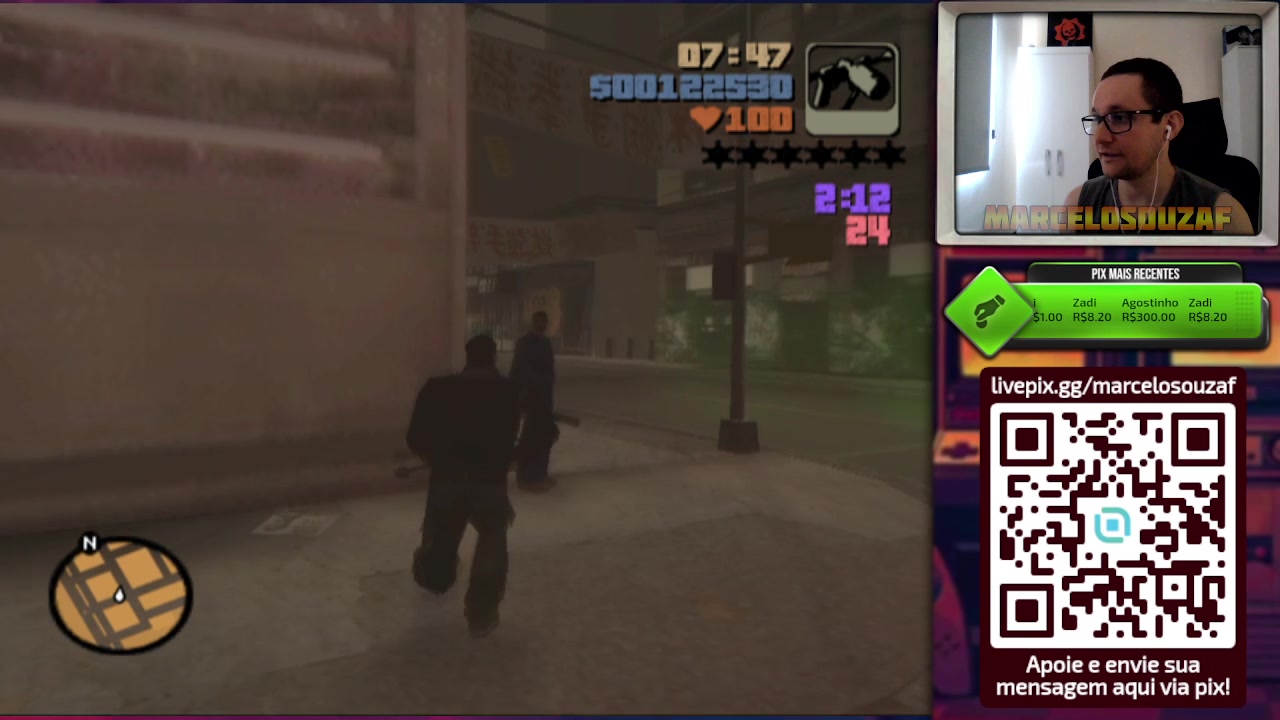 07:47
$00122530
100
2:12
24
N
MARCELOSOUZAF
PIX MAIS RECENTES
i Zadi Agostinho Zadi
$1.00 R$8.20 R$300.00 R$8.20
livepix.gg/marcelosouzaf
Apoie e envie sua
mensagem aqui via pix!